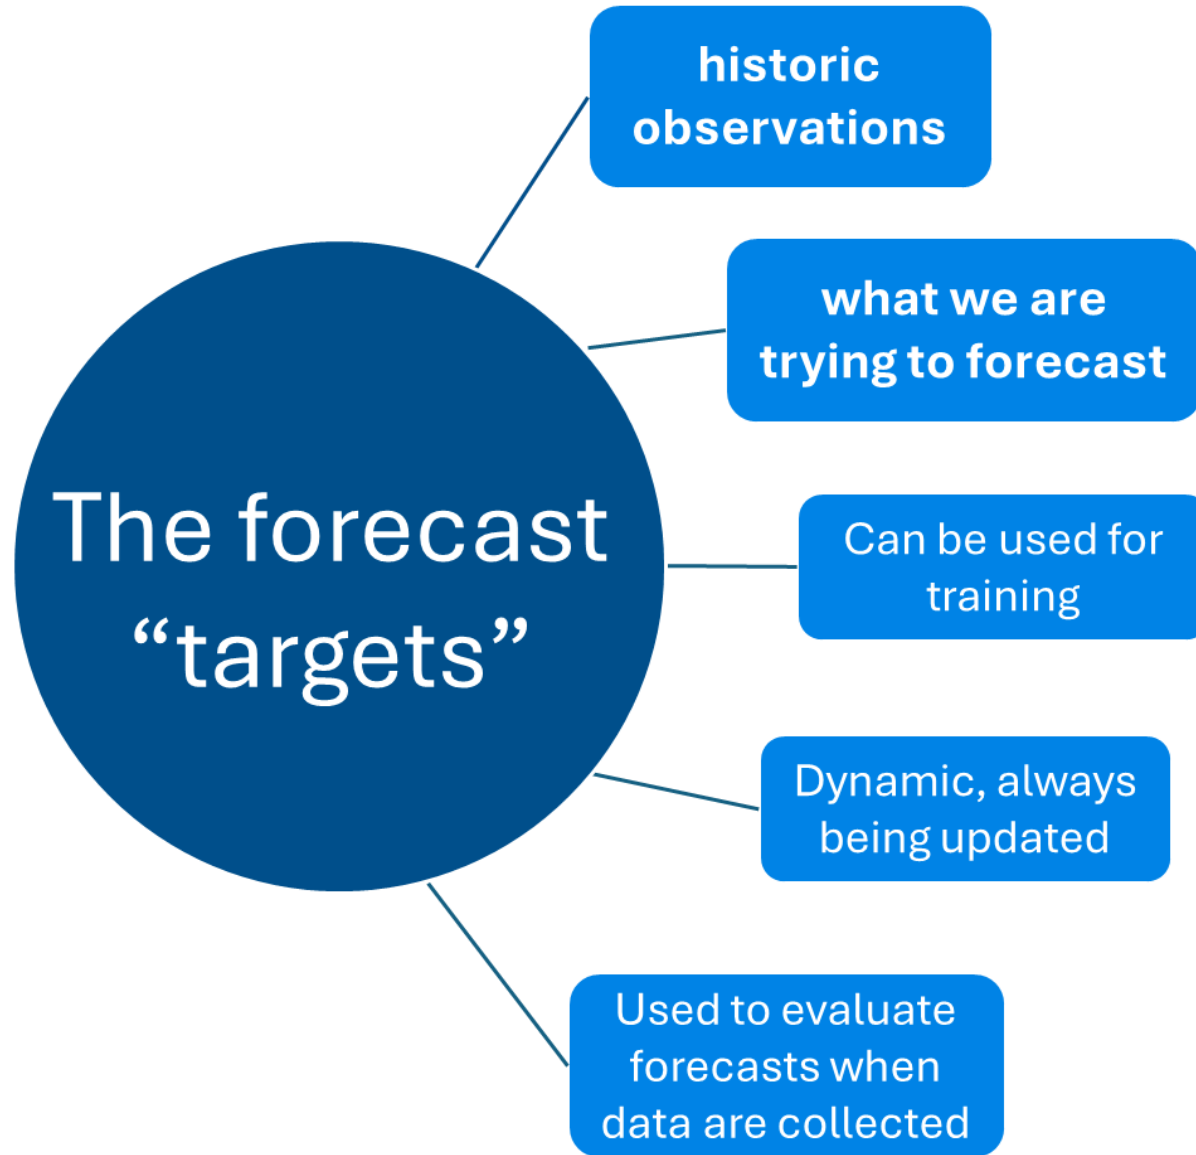 historic
observations
what we are
trying to forecast
The forecast
“targets”
Can be used for
training
Dynamic, always
being updated
Used to evaluate
forecasts when
data are collected